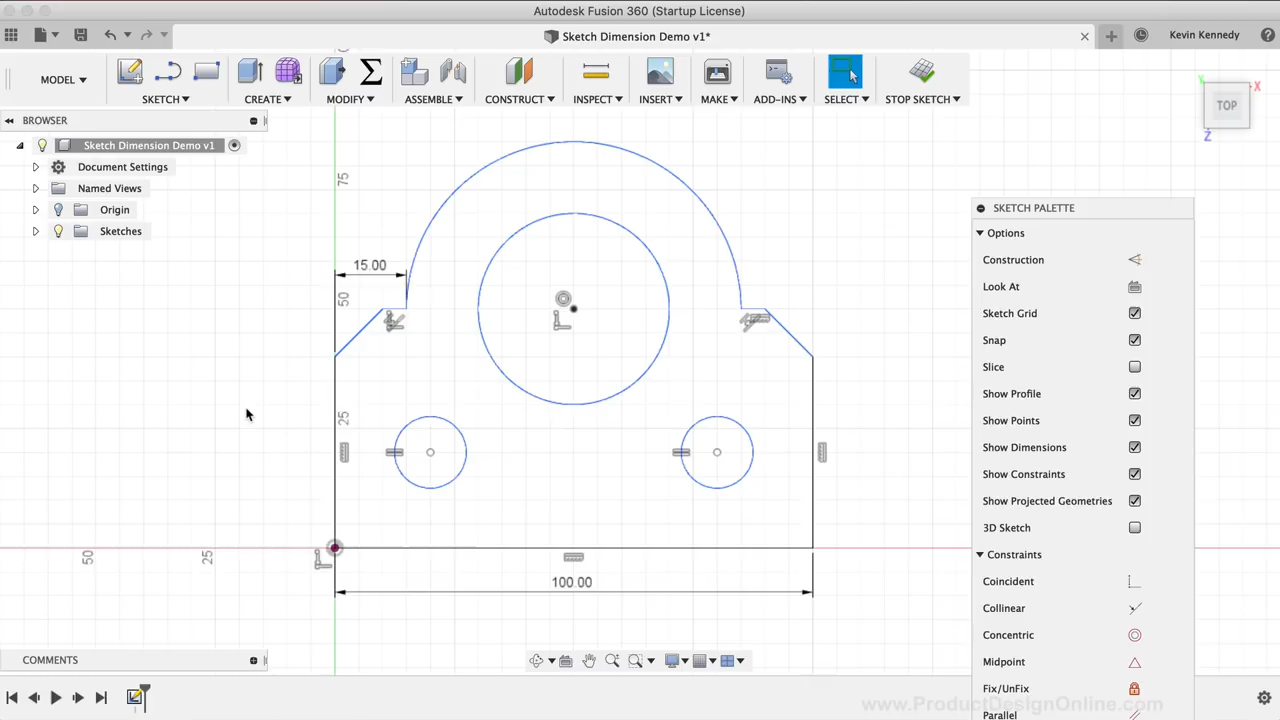 Autodesk Fusion 360 (Startup License)
Sketch Dimension Demo v1*
Kevin Kennedy
MODEL
SKETCH
CREATE
MODIFY
ASSEMBLE
CONSTRUCT
INSPECT
INSERT
MAKE
ADD-INS
SELECT
STOP SKETCH
TOP
X
Y
Z
BROWSER
Sketch Dimension Demo v1
Document Settings
Named Views
Origin
Sketches
75
50
25
15.00
100.00
50
25
SKETCH PALETTE
Options
Construction
Look At
Sketch Grid
Snap
Slice
Show Profile
Show Points
Show Dimensions
Show Constraints
Show Projected Geometries
3D Sketch
Constraints
Coincident
Collinear
Concentric
Midpoint
Fix/UnFix
Parallel
COMMENTS
www.ProductDesignOnline.com